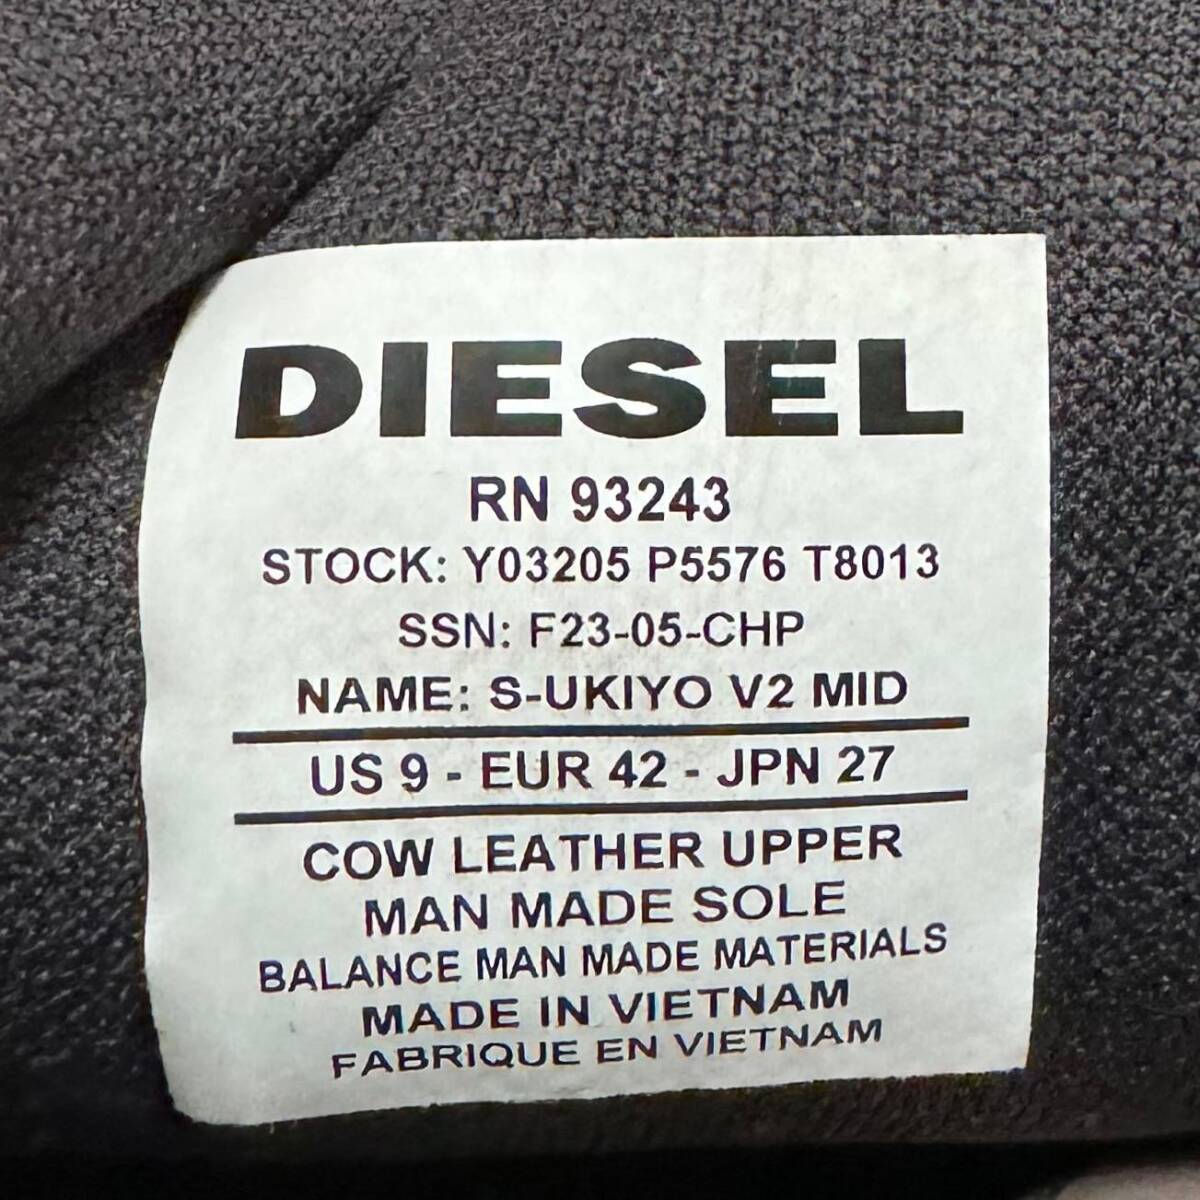 DIESEL
RN 93243
STOCK: Y03205 P5576 T8013
SSN: F23-05-CHP
NAME: S-UKIYO V2 MID
US 9 - EUR 42 - JPN 27
COW LEATHER UPPER
MAN MADE SOLE
BALANCE MAN MADE MATERIALS
MADE IN VIETNAM
FABRIQUE EN VIETNAM